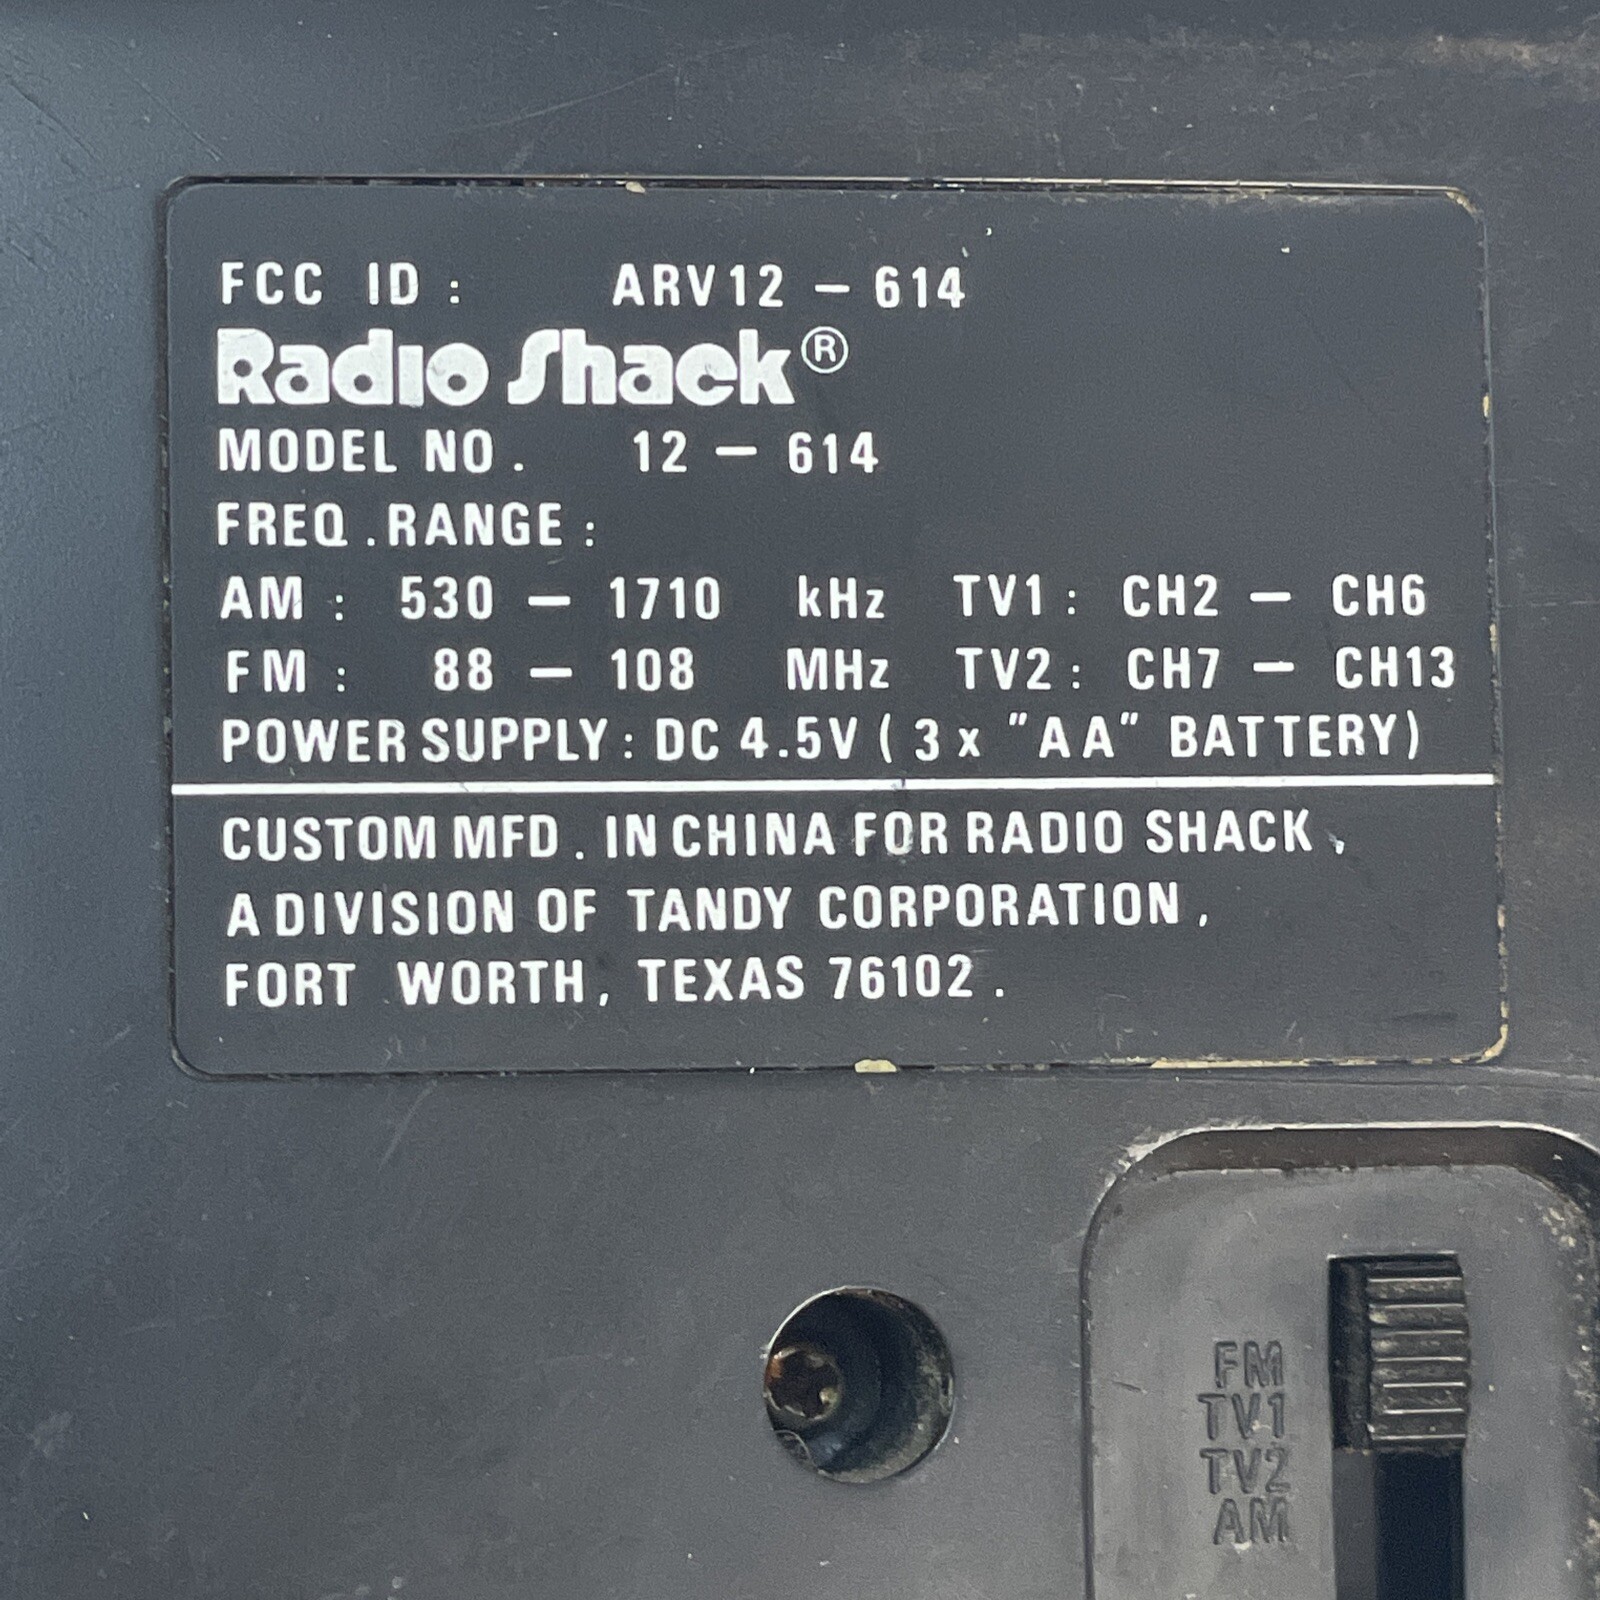 FCC ID : ARV12 – 614
Radio Shack®
MODEL NO. 12 – 614
FREQ.RANGE :
AM : 530 – 1710 kHz TV1 : CH2 – CH6
FM : 88 – 108 MHz TV2 : CH7 – CH13
POWER SUPPLY : DC 4.5V ( 3 x "AA" BATTERY)
CUSTOM MFD. IN CHINA FOR RADIO SHACK,
A DIVISION OF TANDY CORPORATION,
FORT WORTH, TEXAS 76102.
FM
TV1
TV2
AM